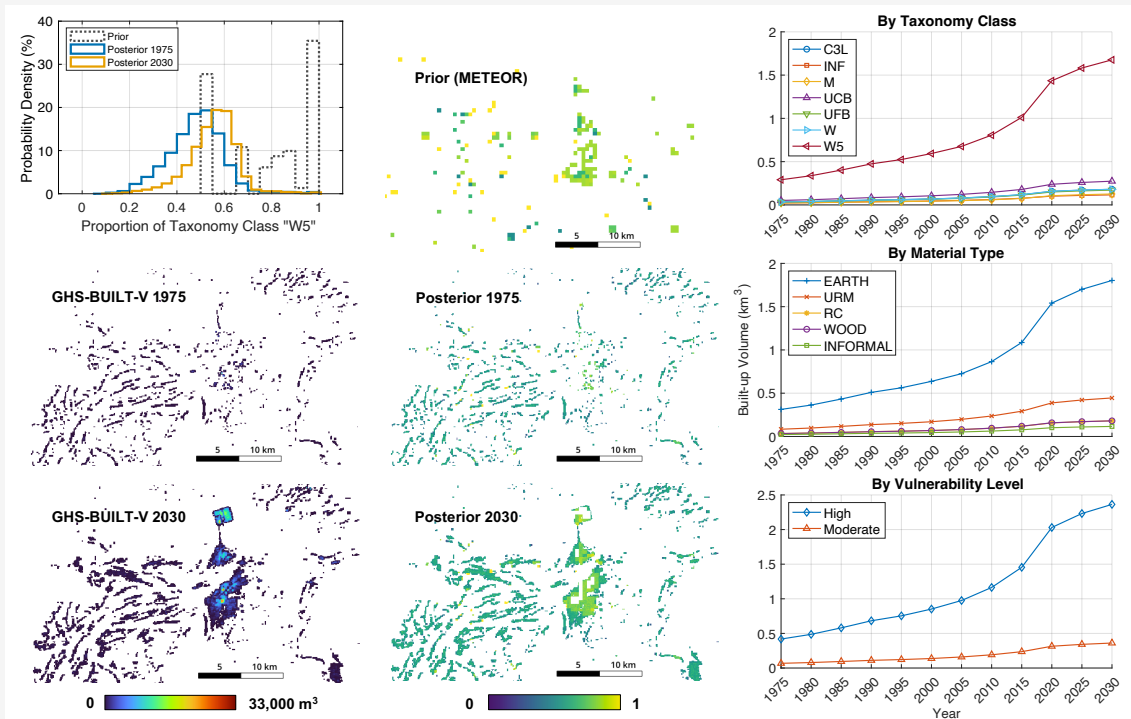 40
30
20
10
0
Probability Density (%)
Prior
Posterior 1975
Posterior 2030
0 0.2 0.4 0.6 0.8 1
Proportion of Taxonomy Class "W5"
Prior (METEOR)
5 10 km
GHS-BUILT-V 1975
5 10 km
Posterior 1975
5 10 km
GHS-BUILT-V 2030
5 10 km
0 33,000 m³
Posterior 2030
5 10 km
0 1
By Taxonomy Class
2
1.5
1
0.5
0
C3L
INF
M
UCB
UFB
W
W5
1975 1980 1985 1990 1995 2000 2005 2010 2015 2020 2025 2030
By Material Type
2
1.5
1
0.5
0
Built-up Volume (km³)
EARTH
URM
RC
WOOD
INFORMAL
1975 1980 1985 1990 1995 2000 2005 2010 2015 2020 2025 2030
By Vulnerability Level
2.5
2
1.5
1
0.5
0
High
Moderate
1975 1980 1985 1990 1995 2000 2005 2010 2015 2020 2025 2030
Year